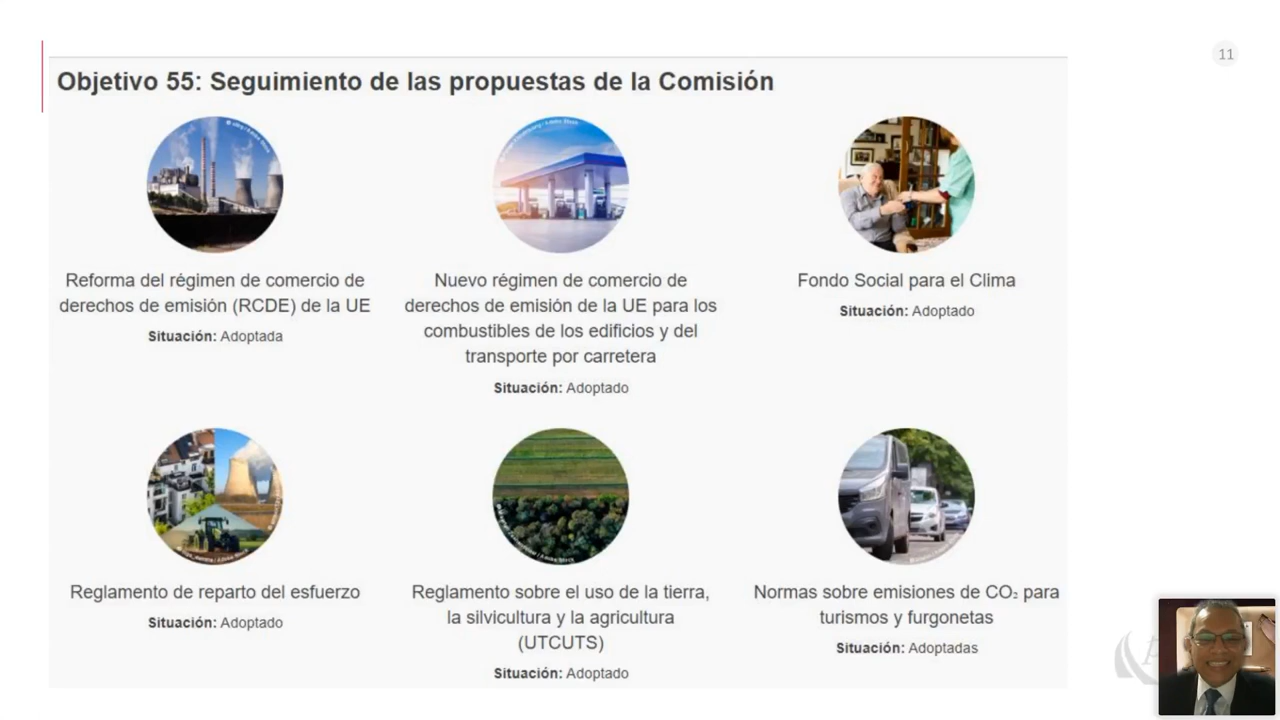 11
Objetivo 55: Seguimiento de las propuestas de la Comisión
Reforma del régimen de comercio de
derechos de emisión (RCDE) de la UE
Situación: Adoptada
Nuevo régimen de comercio de
derechos de emisión de la UE para los
combustibles de los edificios y del
transporte por carretera
Situación: Adoptado
Fondo Social para el Clima
Situación: Adoptado
Reglamento de reparto del esfuerzo
Situación: Adoptado
Reglamento sobre el uso de la tierra,
la silvicultura y la agricultura
(UTCUTS)
Situación: Adoptado
Normas sobre emisiones de CO₂ para
turismos y furgonetas
Situación: Adoptadas